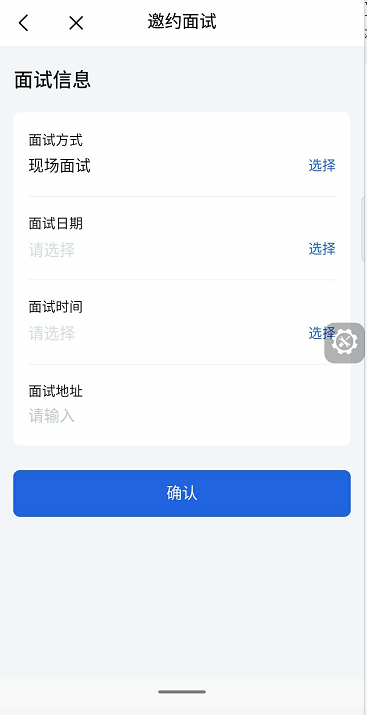 邀约面试
面试信息
面试方式
现场面试 选择
面试日期
请选择 选择
面试时间
请选择 选择
面试地址
请输入
确认